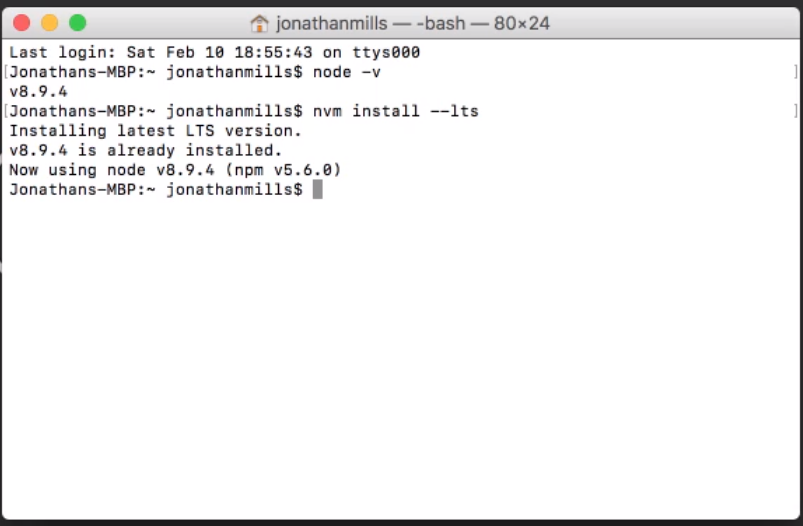 jonathanmills — -bash — 80×24
Last login: Sat Feb 10 18:55:43 on ttys000
[Jonathans-MBP:~ jonathanmills$ node -v ]
v8.9.4
[Jonathans-MBP:~ jonathanmills$ nvm install --lts ]
Installing latest LTS version.
v8.9.4 is already installed.
Now using node v8.9.4 (npm v5.6.0)
Jonathans-MBP:~ jonathanmills$